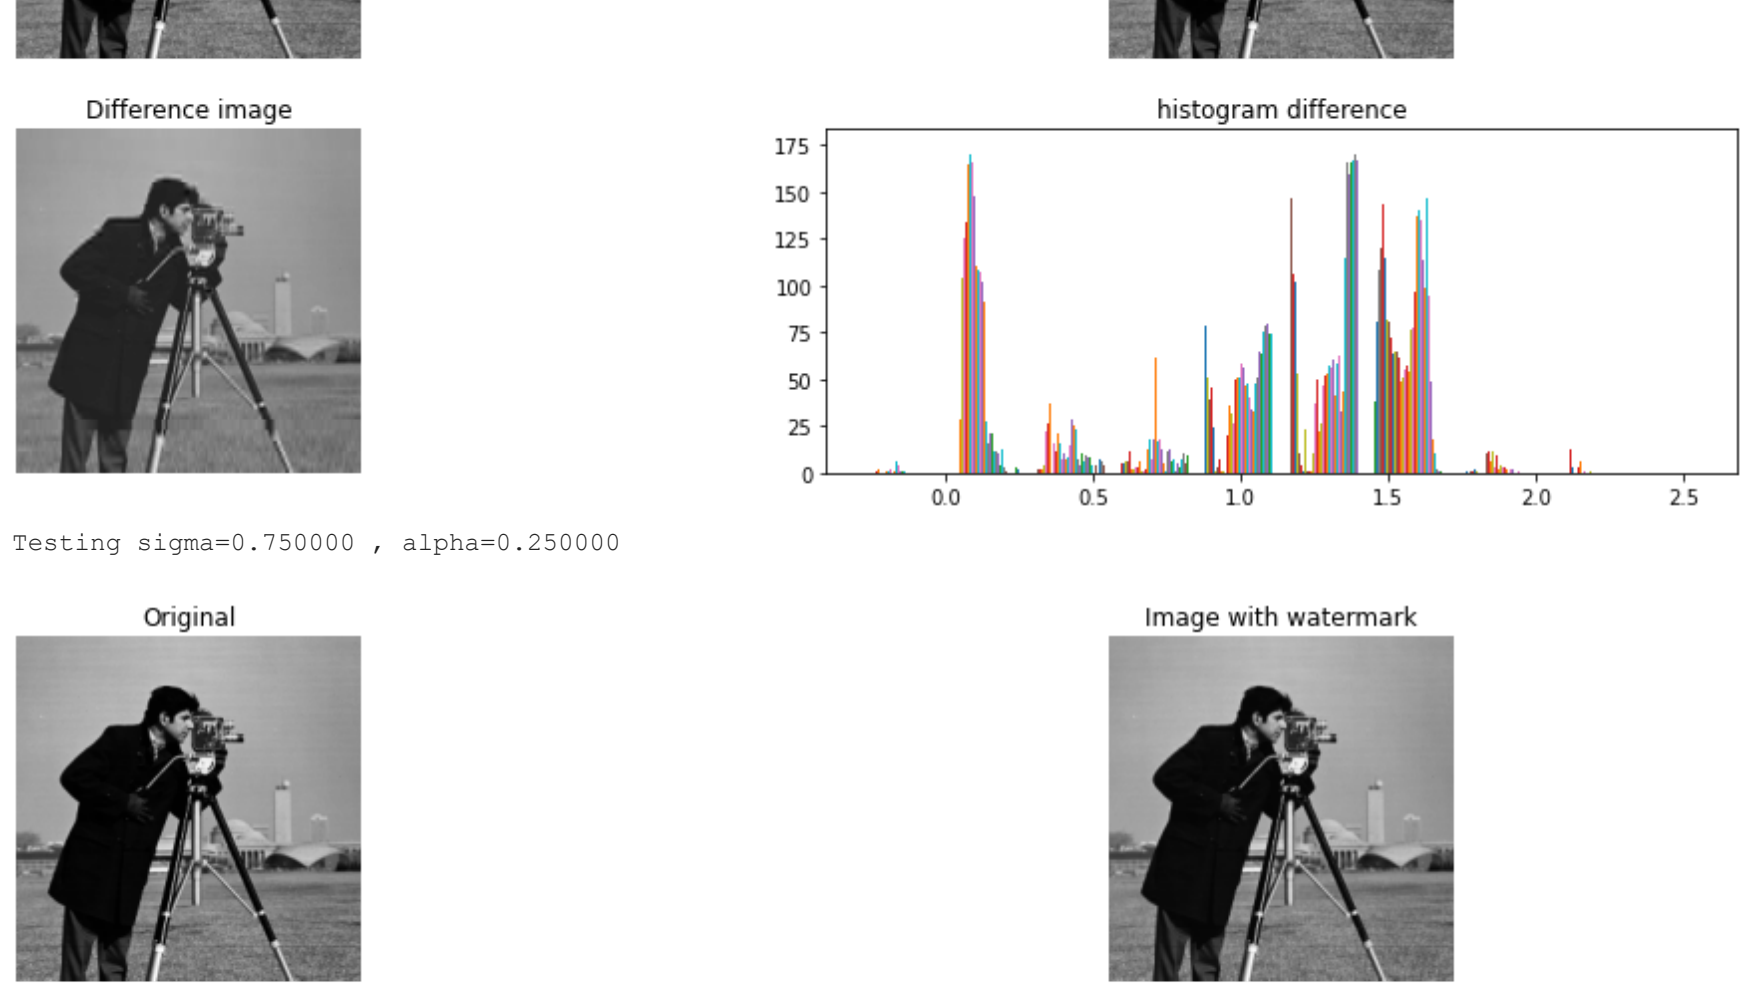 Difference image
histogram difference
175
150
125
100
75
50
25
0
0.0 0.5 1.0 1.5 2.0 2.5
Testing sigma=0.750000 , alpha=0.250000
Original
Image with watermark